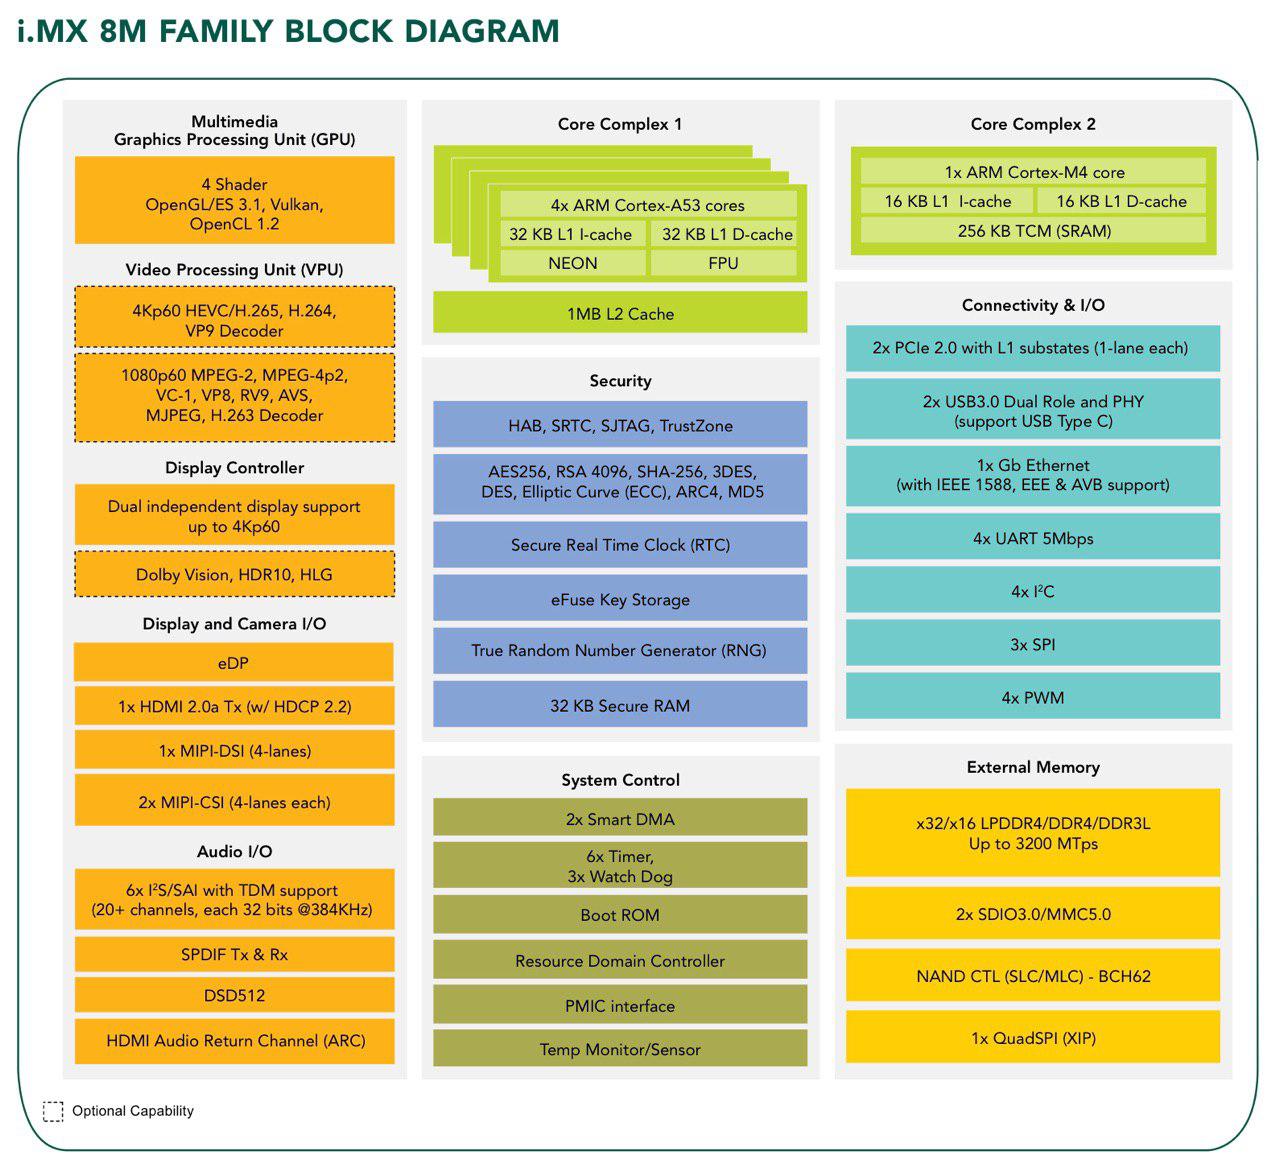 i.MX 8M FAMILY BLOCK DIAGRAM
Multimedia
Graphics Processing Unit (GPU)
4 Shader
OpenGL/ES 3.1, Vulkan,
OpenCL 1.2
Video Processing Unit (VPU)
4Kp60 HEVC/H.265, H.264,
VP9 Decoder
1080p60 MPEG-2, MPEG-4p2,
VC-1, VP8, RV9, AVS,
MJPEG, H.263 Decoder
Display Controller
Dual independent display support
up to 4Kp60
Dolby Vision, HDR10, HLG
Display and Camera I/O
eDP
1x HDMI 2.0a Tx (w/ HDCP 2.2)
1x MIPI-DSI (4-lanes)
2x MIPI-CSI (4-lanes each)
Audio I/O
6x I²S/SAI with TDM support
(20+ channels, each 32 bits @384KHz)
SPDIF Tx & Rx
DSD512
HDMI Audio Return Channel (ARC)
Core Complex 1
4x ARM Cortex-A53 cores
32 KB L1 I-cache
32 KB L1 D-cache
NEON
FPU
1MB L2 Cache
Security
HAB, SRTC, SJTAG, TrustZone
AES256, RSA 4096, SHA-256, 3DES,
DES, Elliptic Curve (ECC), ARC4, MD5
Secure Real Time Clock (RTC)
eFuse Key Storage
True Random Number Generator (RNG)
32 KB Secure RAM
System Control
2x Smart DMA
6x Timer,
3x Watch Dog
Boot ROM
Resource Domain Controller
PMIC interface
Temp Monitor/Sensor
Core Complex 2
1x ARM Cortex-M4 core
16 KB L1 I-cache
16 KB L1 D-cache
256 KB TCM (SRAM)
Connectivity & I/O
2x PCIe 2.0 with L1 substates (1-lane each)
2x USB3.0 Dual Role and PHY
(support USB Type C)
1x Gb Ethernet
(with IEEE 1588, EEE & AVB support)
4x UART 5Mbps
4x I²C
3x SPI
4x PWM
External Memory
x32/x16 LPDDR4/DDR4/DDR3L
Up to 3200 MTps
2x SDIO3.0/MMC5.0
NAND CTL (SLC/MLC) - BCH62
1x QuadSPI (XIP)
Optional Capability